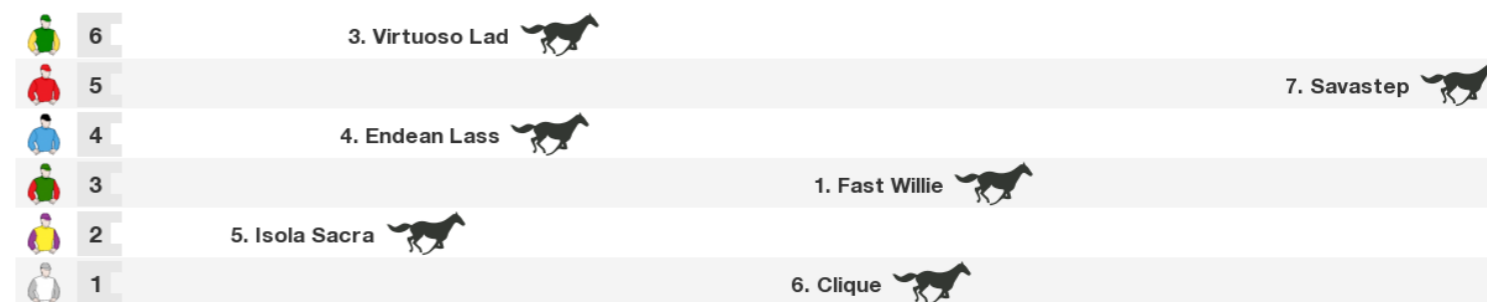 6 3. Virtuoso Lad
5 7. Savastep
4 4. Endean Lass
3 1. Fast Willie
2 5. Isola Sacra
1 6. Clique